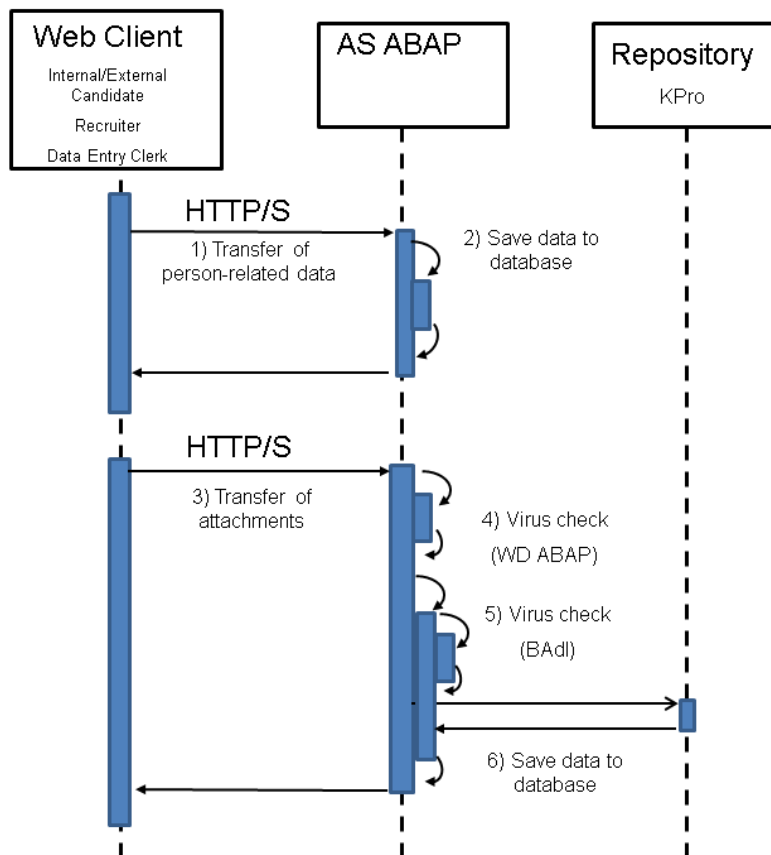 Web Client
Internal/External
Candidate
Recruiter
Data Entry Clerk
AS ABAP
Repository
KPro
HTTP/S
1) Transfer of
person-related data
2) Save data to
database
HTTP/S
3) Transfer of
attachments
4) Virus check
(WD ABAP)
5) Virus check
(BAdI)
6) Save data to
database